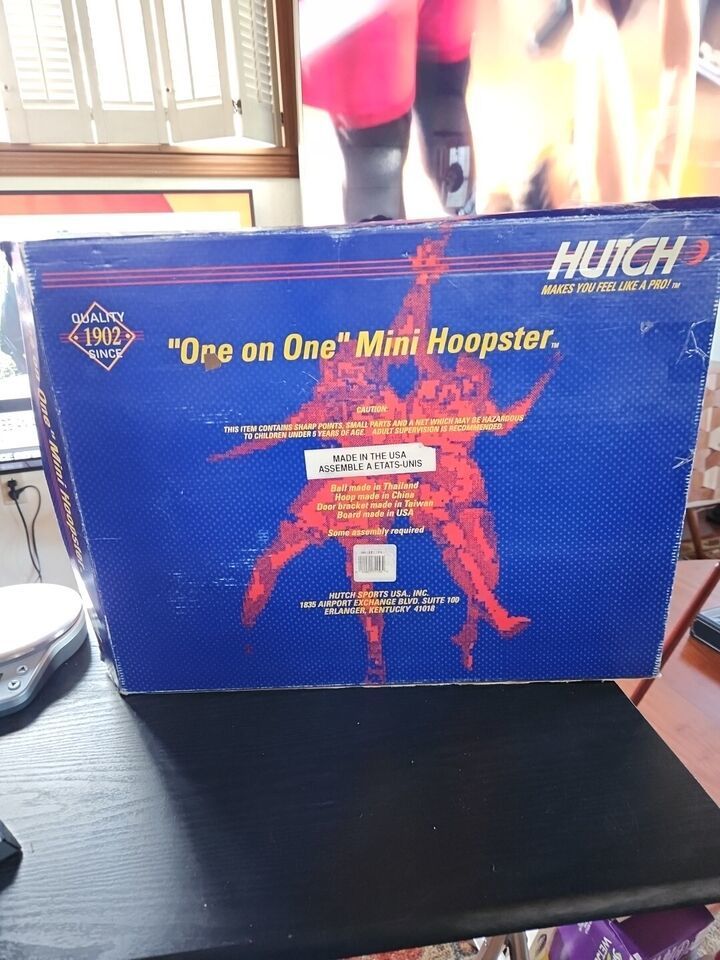 HUTCH
MAKES YOU FEEL LIKE A PRO! TM
QUALITY
1902
SINCE
"One on One" Mini Hoopster TM
CAUTION:
THIS ITEM CONTAINS SHARP POINTS, SMALL PARTS AND A NET WHICH MAY BE HAZARDOUS
TO CHILDREN UNDER 5 YEARS OF AGE. ADULT SUPERVISION IS RECOMMENDED.
MADE IN THE USA
ASSEMBLE A ETATS-UNIS
Ball made in Thailand
Hoop made in China
Door bracket made in Taiwan
Board made in USA
Some assembly required
HUTCH SPORTS USA., INC.
1835 AIRPORT EXCHANGE BLVD. SUITE 100
ERLANGER, KENTUCKY 41018
One" Mini Hoopster